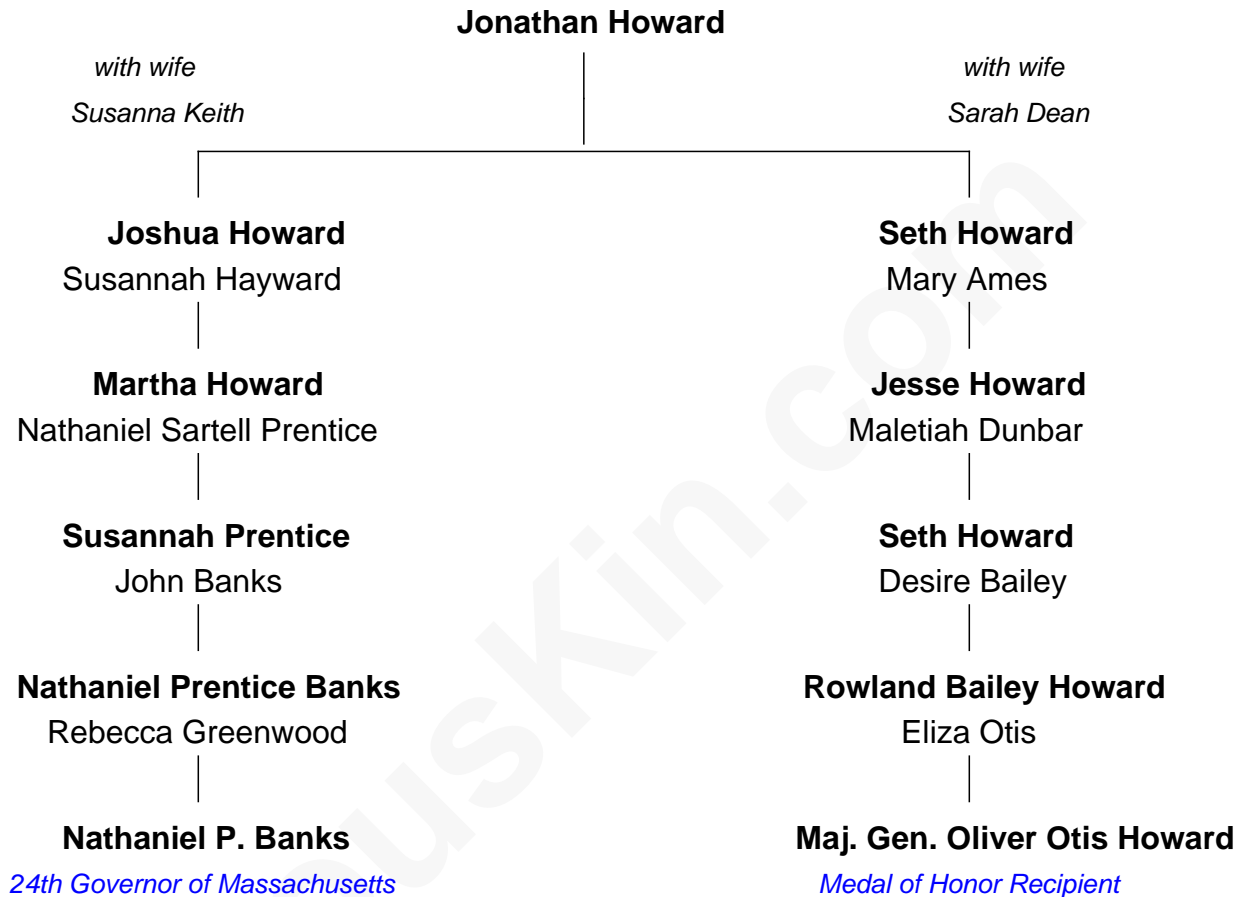 Jonathan Howard
with wife
Susanna Keith
with wife
Sarah Dean
Joshua Howard
Susannah Hayward
Seth Howard
Mary Ames
Martha Howard
Nathaniel Sartell Prentice
Jesse Howard
Maletiah Dunbar
Susannah Prentice
John Banks
Seth Howard
Desire Bailey
Nathaniel Prentice Banks
Rebecca Greenwood
Rowland Bailey Howard
Eliza Otis
Nathaniel P. Banks
24th Governor of Massachusetts
Maj. Gen. Oliver Otis Howard
Medal of Honor Recipient
ousKin.com